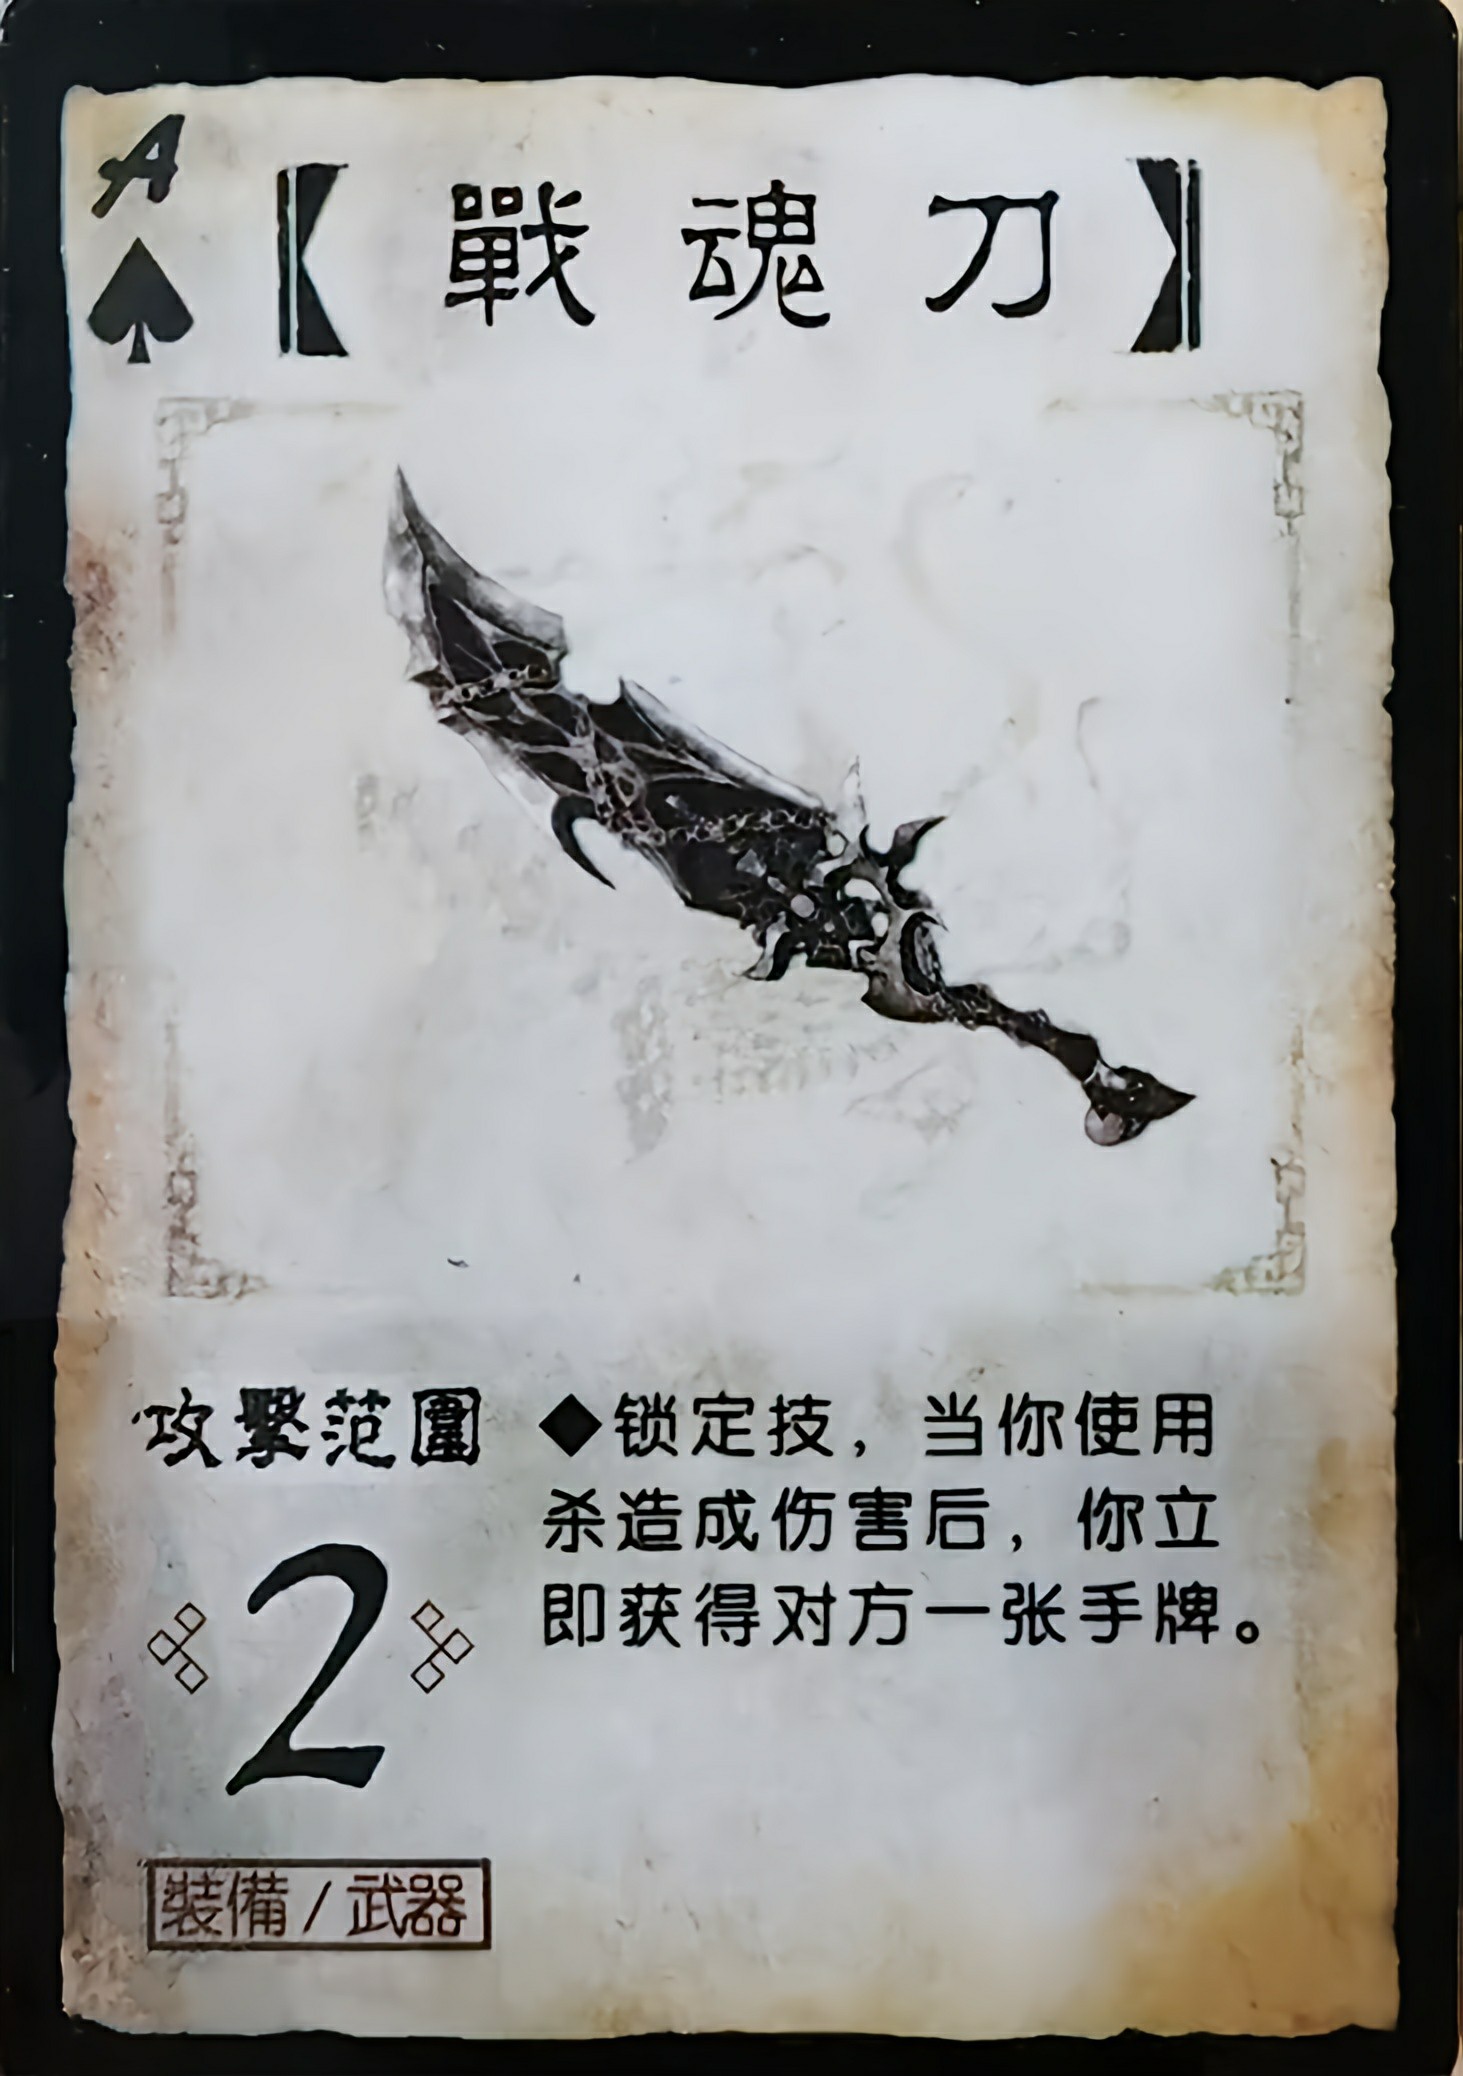 A
【戰魂刀】
攻擊范圍
2
◆锁定技，当你使用
杀造成伤害后，你立
即获得对方一张手牌。
裝備/武器